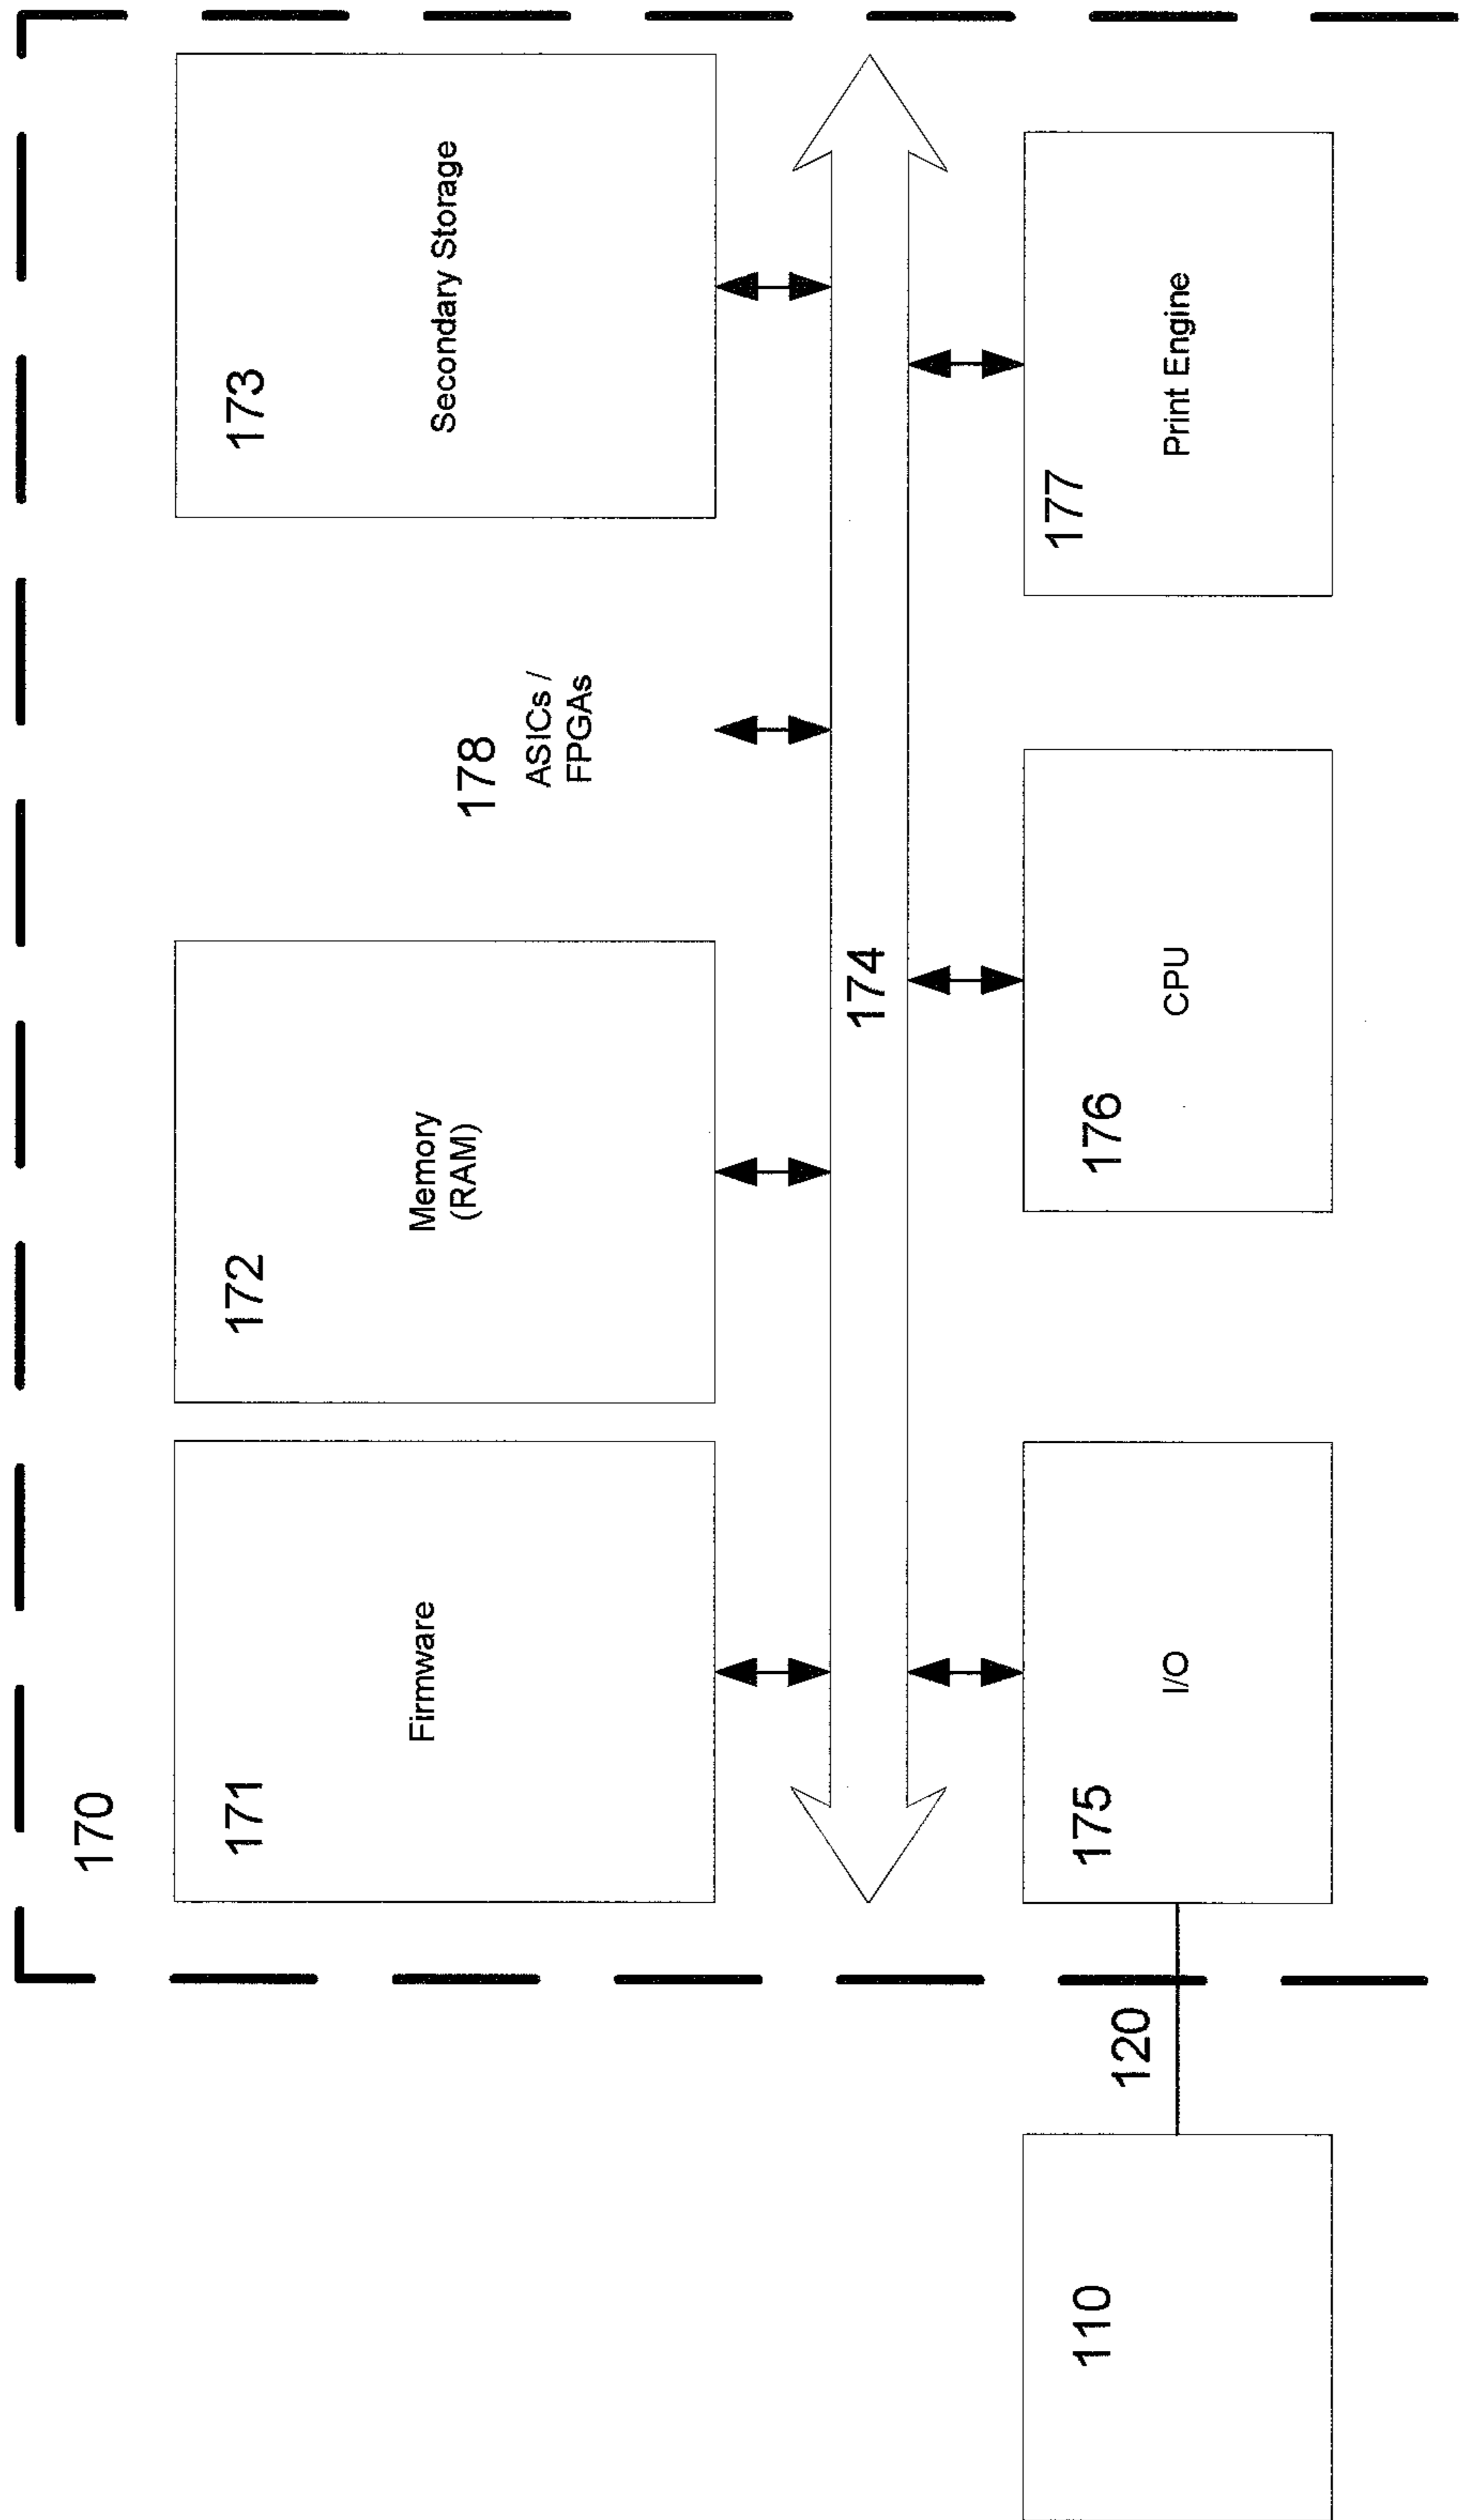 170
171
Firmware
172
Memory
(RAM)
178
ASICs /
FPGAs
173
Secondary Storage
174
110
120
175
I/O
176
CPU
177
Print Engine